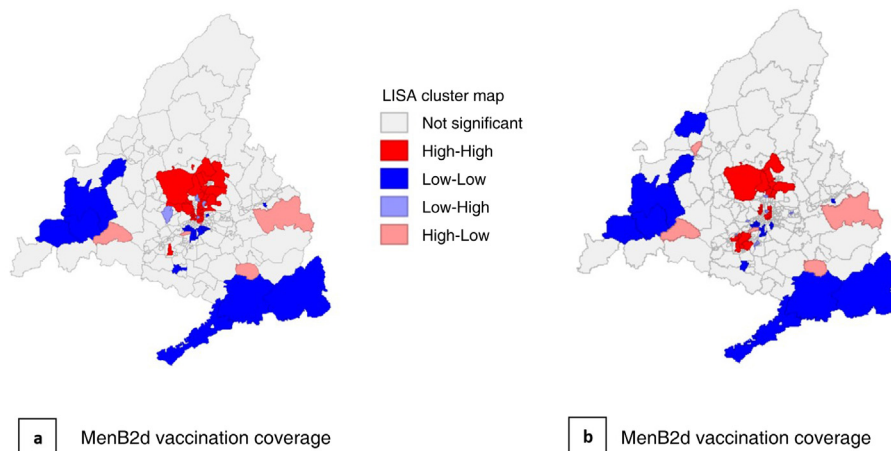 LISA cluster map
Not significant
High-High
Low-Low
Low-High
High-Low
a MenB2d vaccination coverage
b MenB2d vaccination coverage